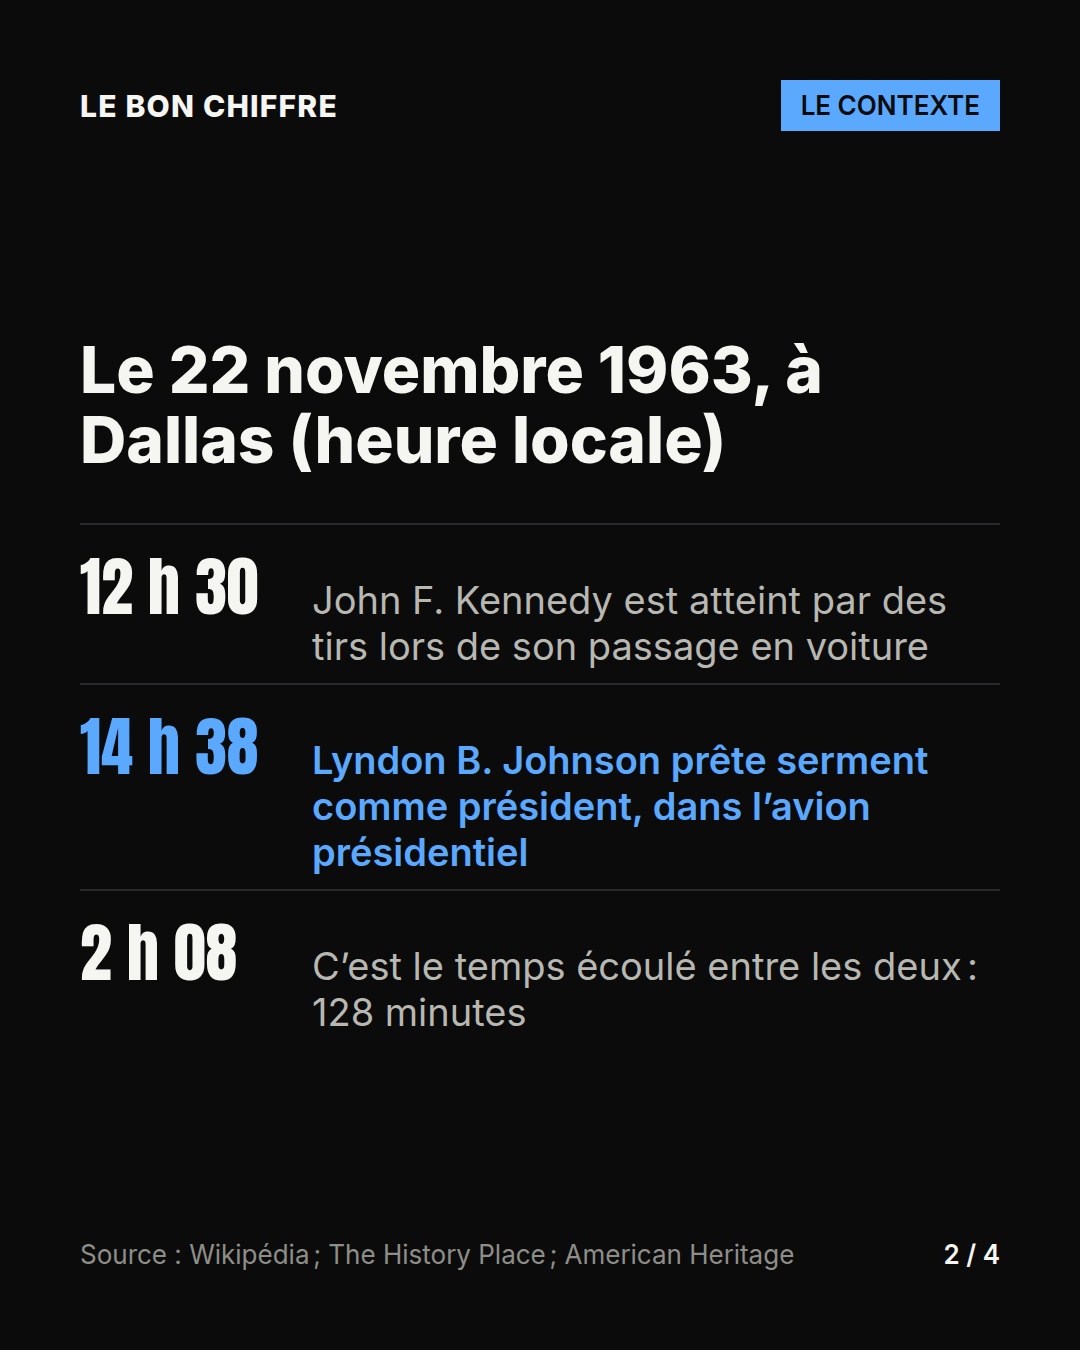 LE BON CHIFFRE
LE CONTEXTE
Le 22 novembre 1963, à
Dallas (heure locale)
12 h 30
John F. Kennedy est atteint par des
tirs lors de son passage en voiture
14 h 38
Lyndon B. Johnson prête serment
comme président, dans l’avion
présidentiel
2 h 08
C’est le temps écoulé entre les deux :
128 minutes
Source : Wikipédia ; The History Place ; American Heritage
2 / 4